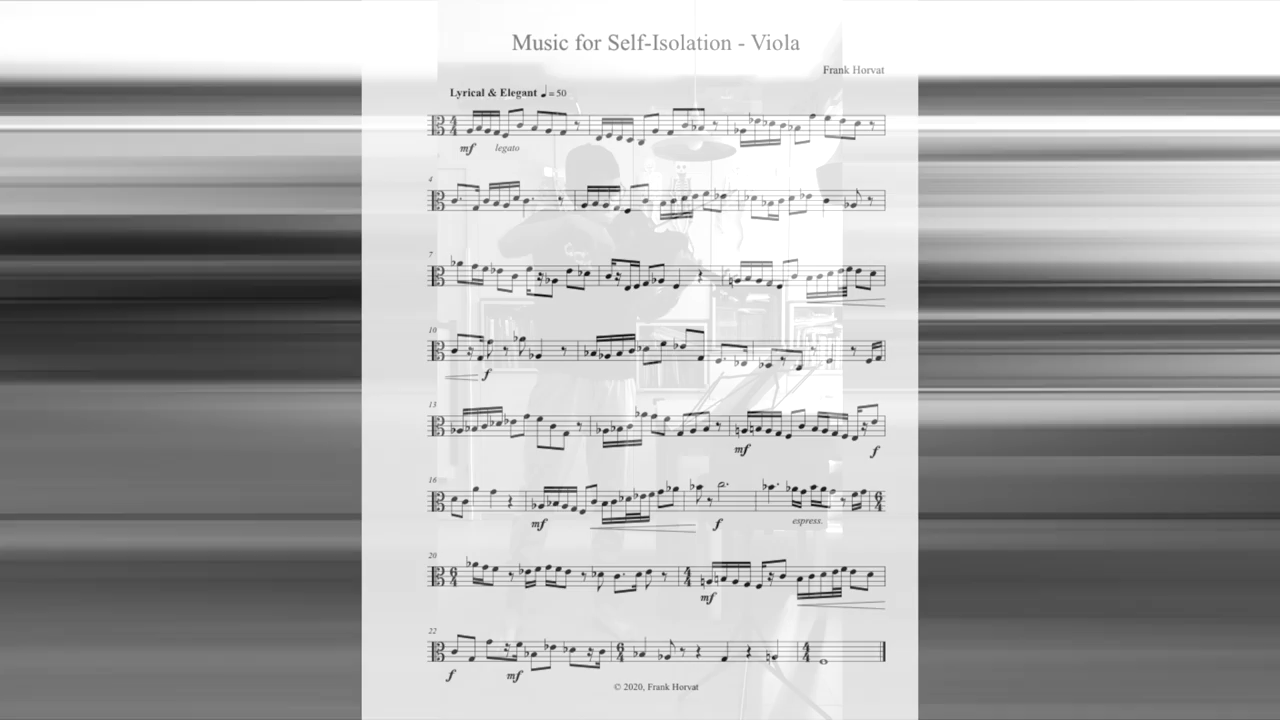 Music for Self-Isolation - Viola
Frank Horvat
Lyrical & Elegant ♩ = 50
mf legato
4
7
10
f
13
mf f
16
mf f espress.
20
mf
22
f mf
© 2020, Frank Horvat